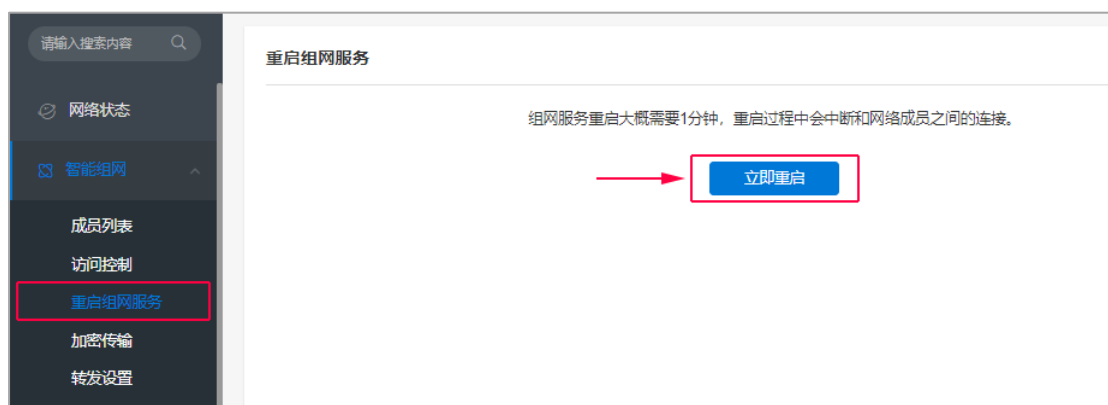 请输入搜索内容
网络状态
智能组网
成员列表
访问控制
重启组网服务
加密传输
转发设置
重启组网服务
组网服务重启大概需要1分钟，重启过程中会中断和网络成员之间的连接。
立即重启